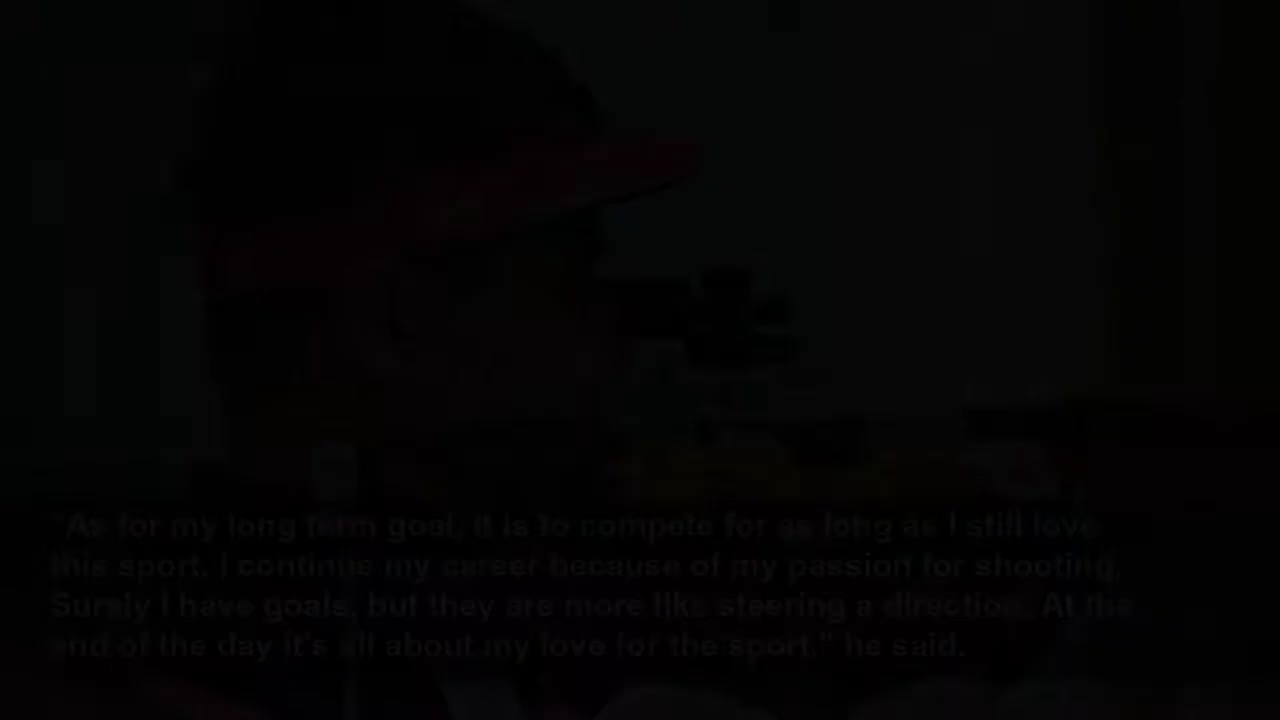 "As for my long term goal, it is to compete for as long as I still love
this sport. I continue my career because of my passion for shooting.
Surely I have goals, but they are more like steering a direction. At the
end of the day it's all about my love for the sport," he said.